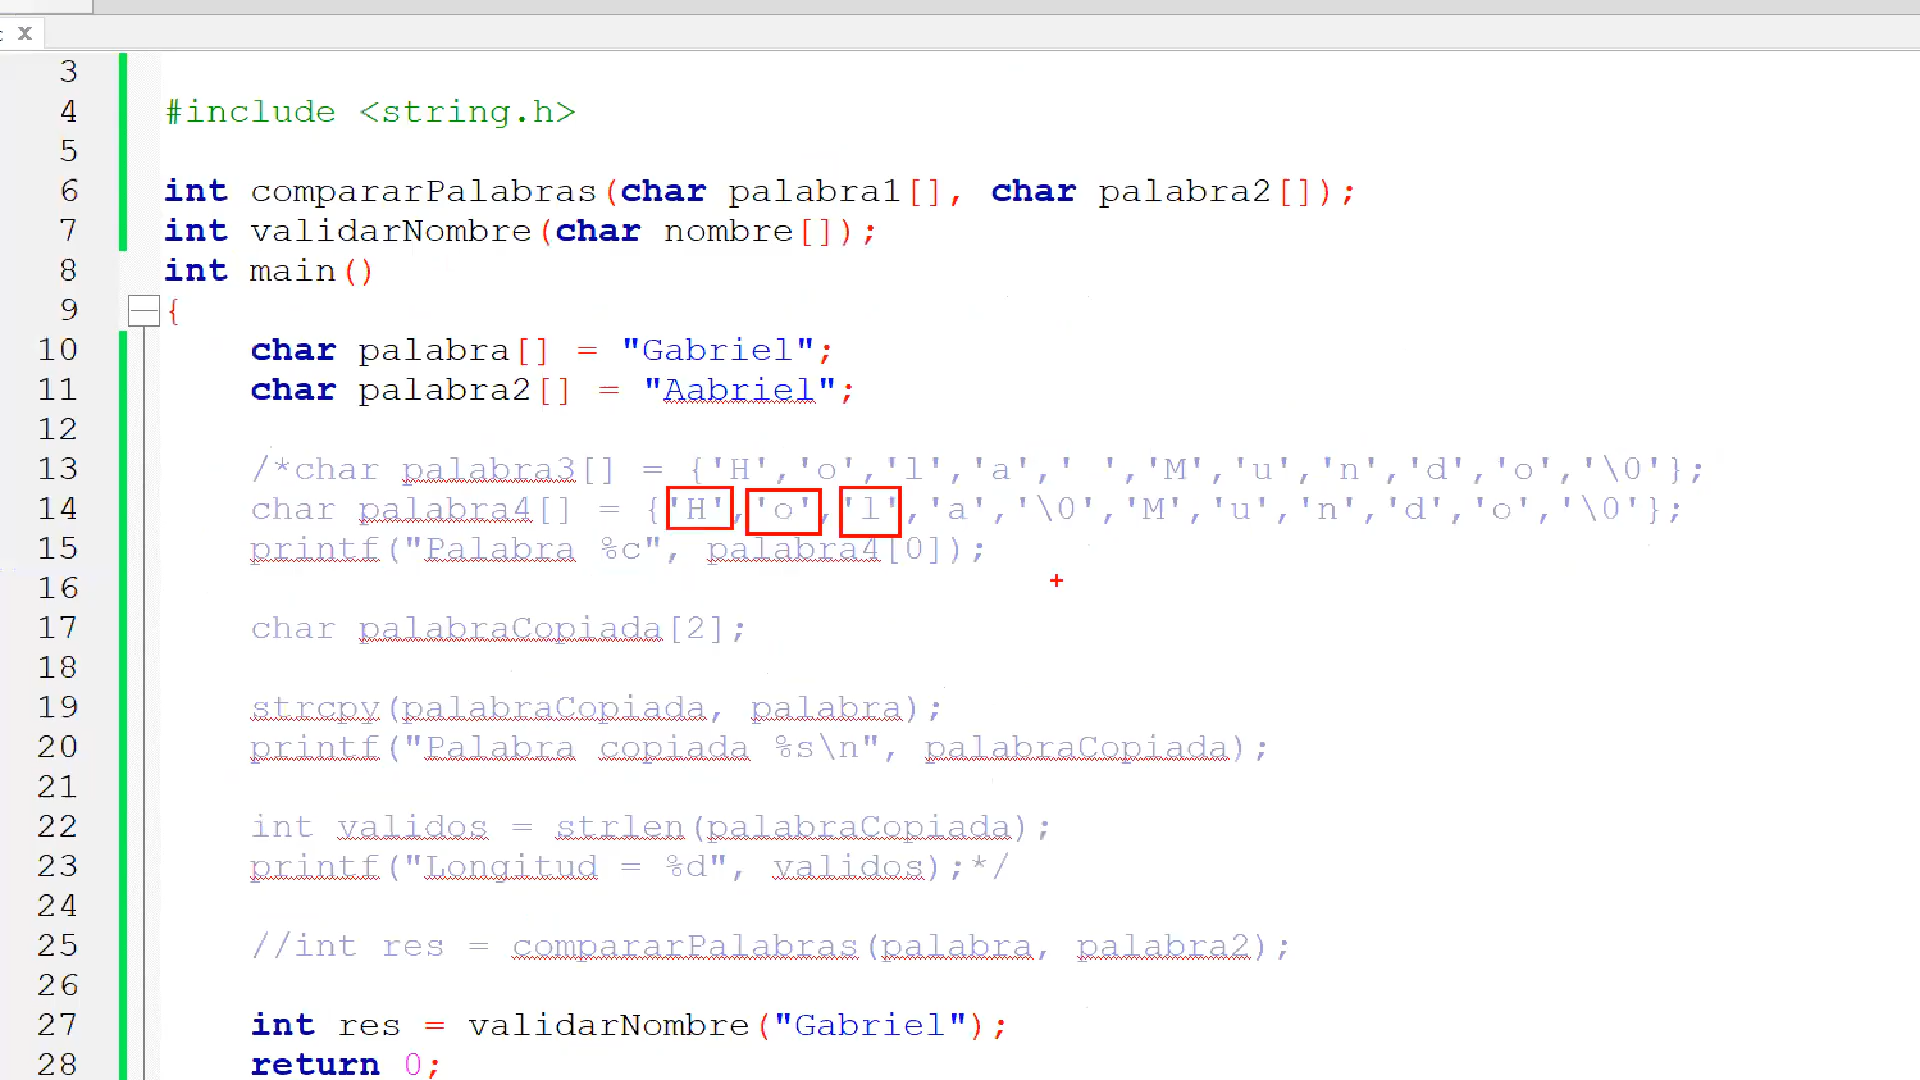 3
4 #include <string.h>
5
6 int compararPalabras(char palabra1[], char palabra2[]);
7 int validarNombre(char nombre[]);
8 int main()
9 {
10 char palabra[] = "Gabriel";
11 char palabra2[] = "Aabriel";
12
13 /*char palabra3[] = {'H','o','l','a',' ','M','u','n','d','o','\0'};
14 char palabra4[] = {'H','o','l','a','\0','M','u','n','d','o','\0'};
15 printf("Palabra %c", palabra4[0]);
16
17 char palabraCopiada[2];
18
19 strcpy(palabraCopiada, palabra);
20 printf("Palabra copiada %s\n", palabraCopiada);
21
22 int validos = strlen(palabraCopiada);
23 printf("Longitud = %d", validos);*/
24
25 //int res = compararPalabras(palabra, palabra2);
26
27 int res = validarNombre("Gabriel");
28 return 0;